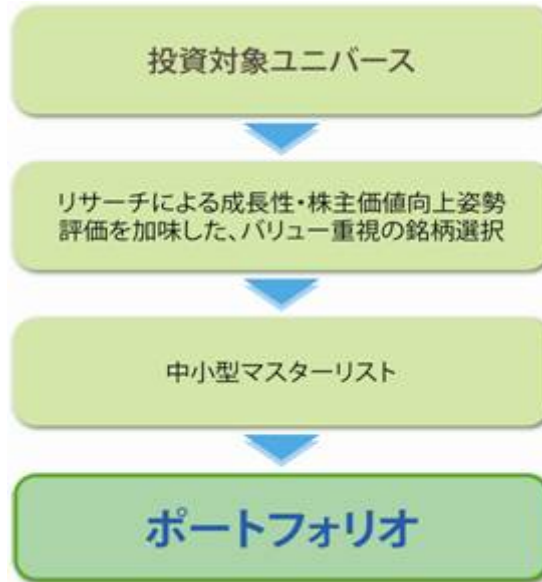 投資対象ユニバース
リサーチによる成長性・株主価値向上姿勢
評価を加味した、バリュー重視の銘柄選択
中小型マスターリスト
ポートフォリオ